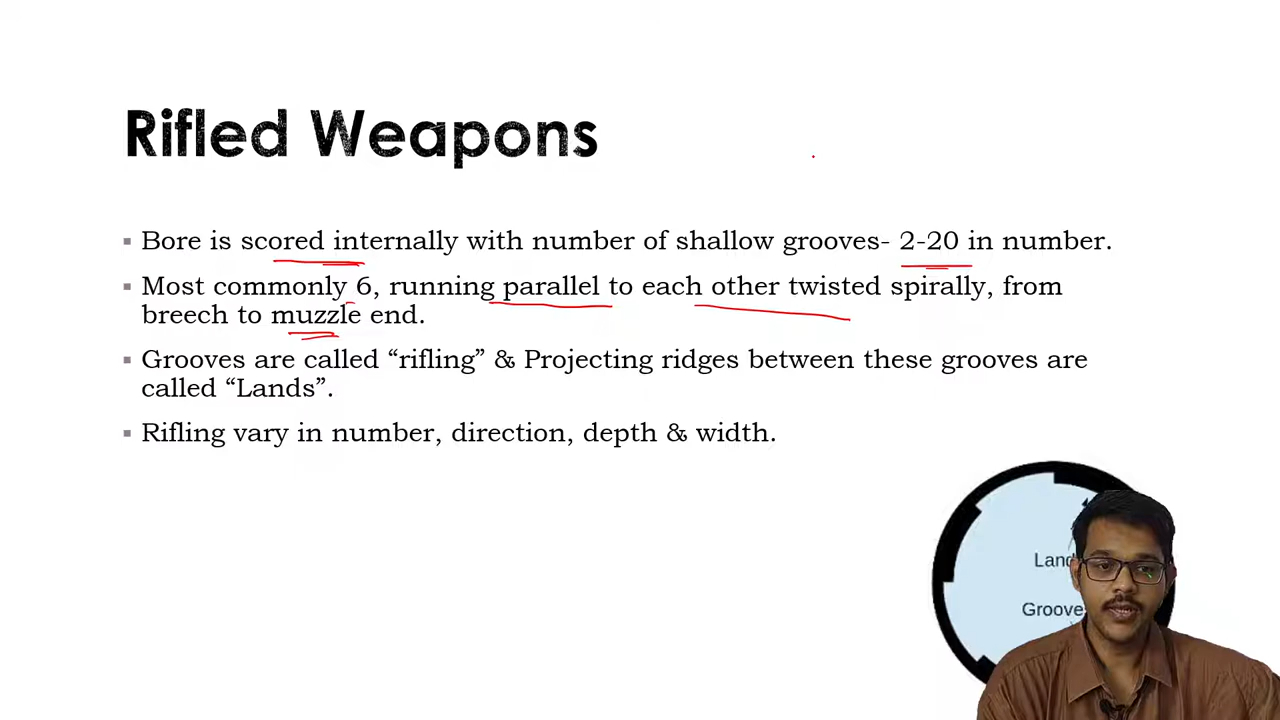 Rifled Weapons
▪ Bore is scored internally with number of shallow grooves- 2-20 in number.
▪ Most commonly 6, running parallel to each other twisted spirally, from
breech to muzzle end.
▪ Grooves are called “rifling” & Projecting ridges between these grooves are
called “Lands”.
▪ Rifling vary in number, direction, depth & width.
Land
Groove